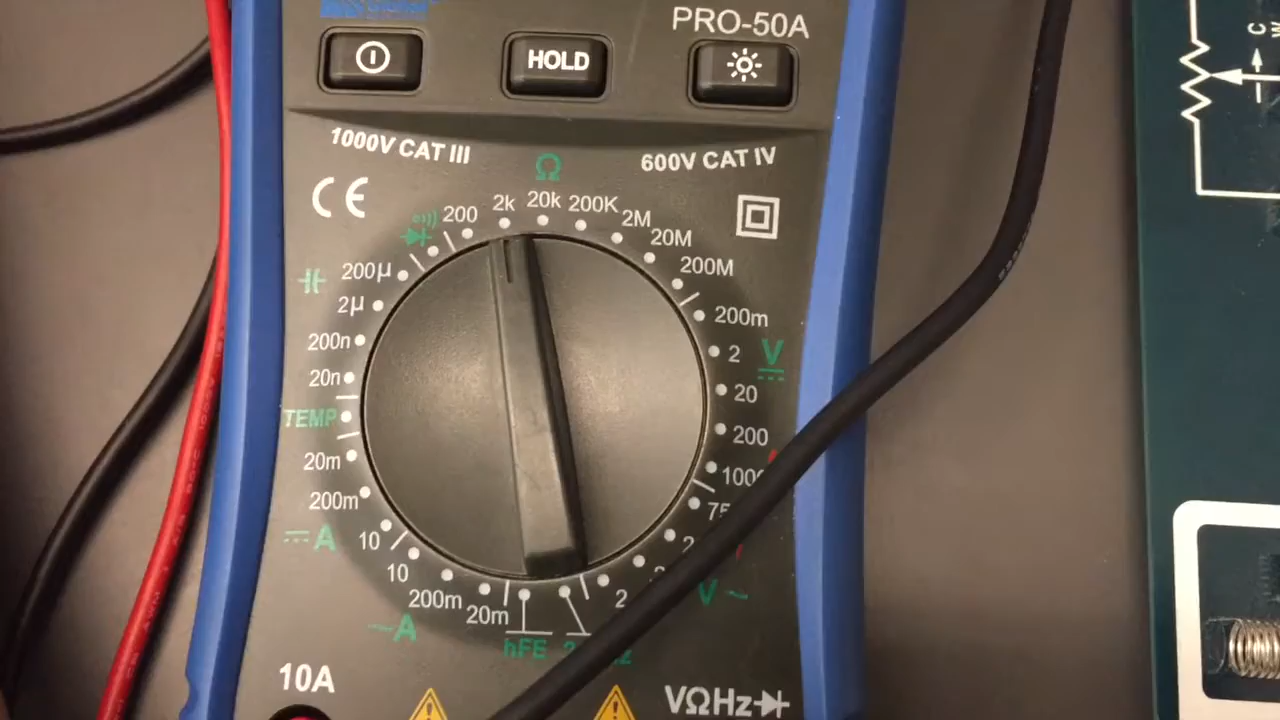 Global
PRO-50A
HOLD
1000V CAT III
600V CAT IV
Ω
CE
200 2k 20k 200K 2M 20M 200M
200µ
2µ
200n
20n
TEMP
20m
200m
10
A
200m
2
V
20
200
10
200m
20m
A
2
V
hFE
10A
VΩHz